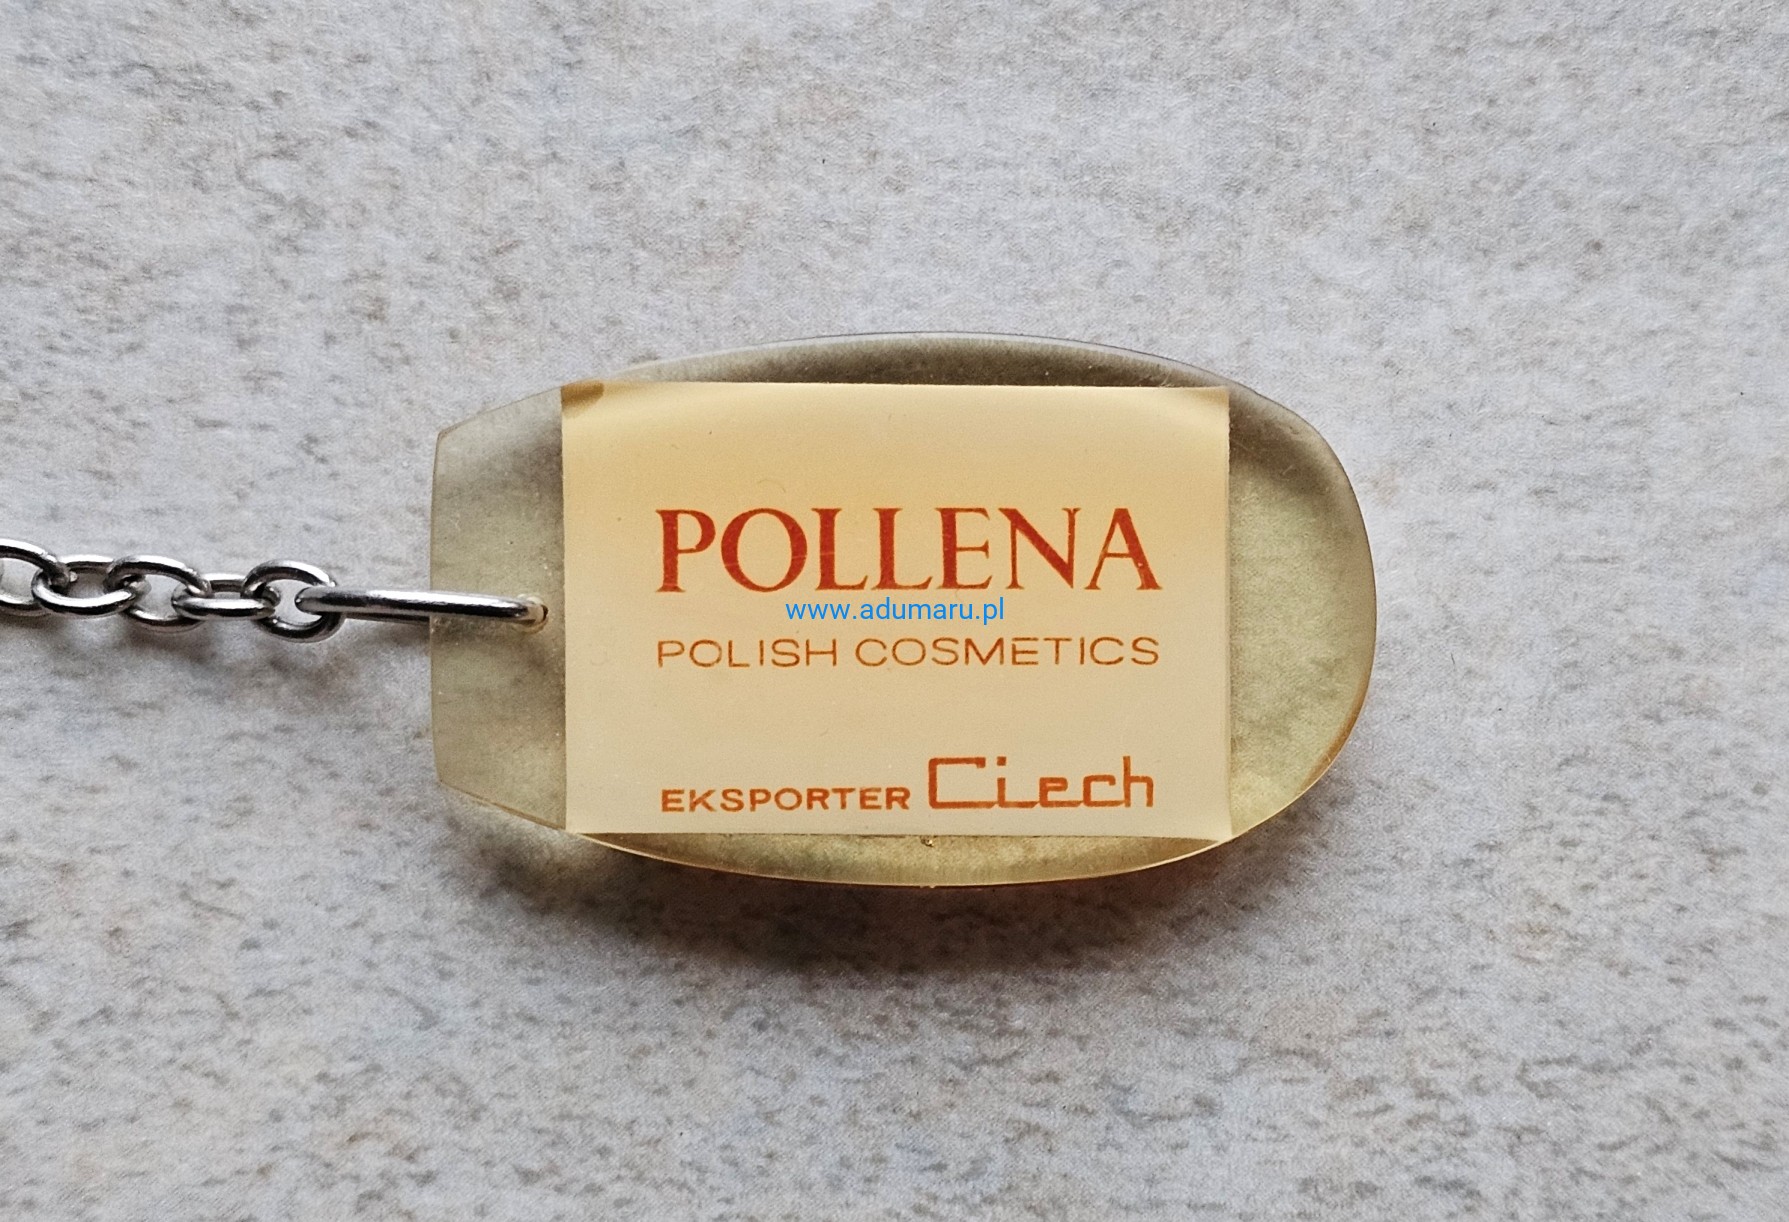 POLLENA
www.adumaru.pl
POLISH COSMETICS
EKSPORTER Ciech